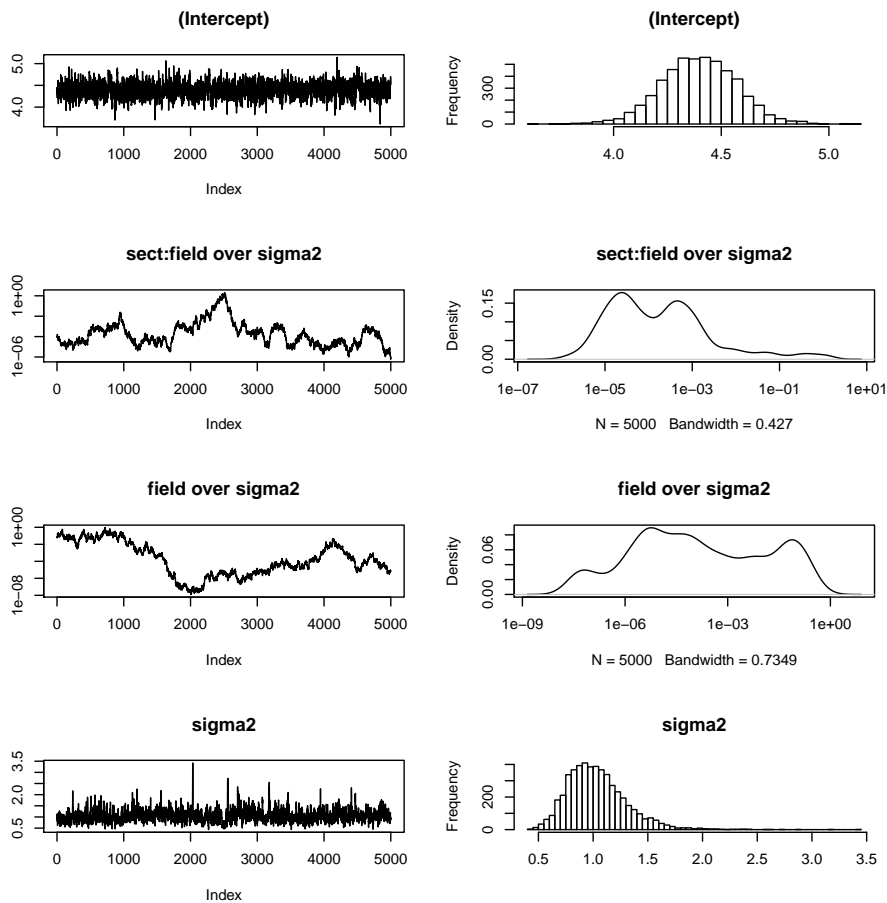 (Intercept)
4.0 5.0
0 1000 2000 3000 4000 5000
Index
(Intercept)
Frequency
0 300
4.0 4.5 5.0
sect:field over sigma2
1e−06 1e+00
0 1000 2000 3000 4000 5000
Index
sect:field over sigma2
Density
0.00 0.15
1e−07 1e−05 1e−03 1e−01 1e+01
N = 5000 Bandwidth = 0.427
field over sigma2
1e−08 1e+00
0 1000 2000 3000 4000 5000
Index
field over sigma2
Density
0.00 0.06
1e−09 1e−06 1e−03 1e+00
N = 5000 Bandwidth = 0.7349
sigma2
0.5 2.0 3.5
0 1000 2000 3000 4000 5000
Index
sigma2
Frequency
0 200
0.5 1.0 1.5 2.0 2.5 3.0 3.5